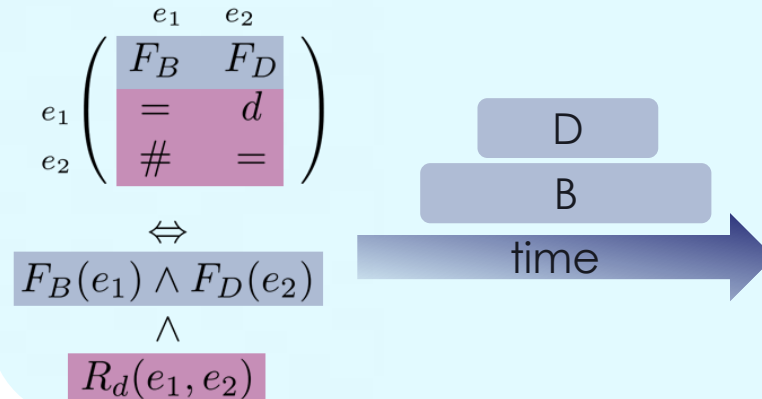 e₁ e₂
F_B F_D
e₁ = d
e₂ # =
⇔
F_B(e₁) ∧ F_D(e₂)
∧
R_d(e₁, e₂)
D
B
time